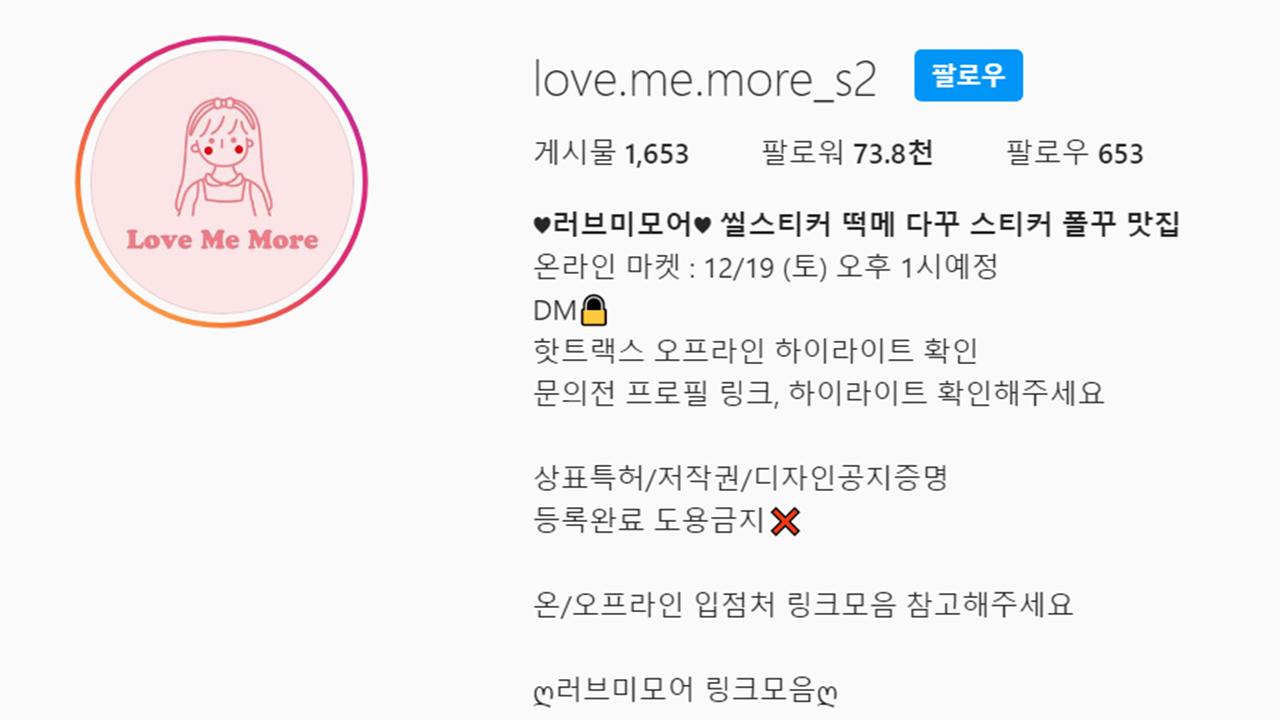 Love Me More
love.me.more_s2 팔로우
게시물 1,653 팔로워 73.8천 팔로우 653
♥러브미모어♥ 씰스티커 떡메 다꾸 스티커 폴꾸 맛집
온라인 마켓 : 12/19 (토) 오후 1시예정
DM🔒
핫트랙스 오프라인 하이라이트 확인
문의전 프로필 링크, 하이라이트 확인해주세요
상표특허/저작권/디자인공지증명
등록완료 도용금지❌
온/오프라인 입점처 링크모음 참고해주세요
ღ러브미모어 링크모음ღ